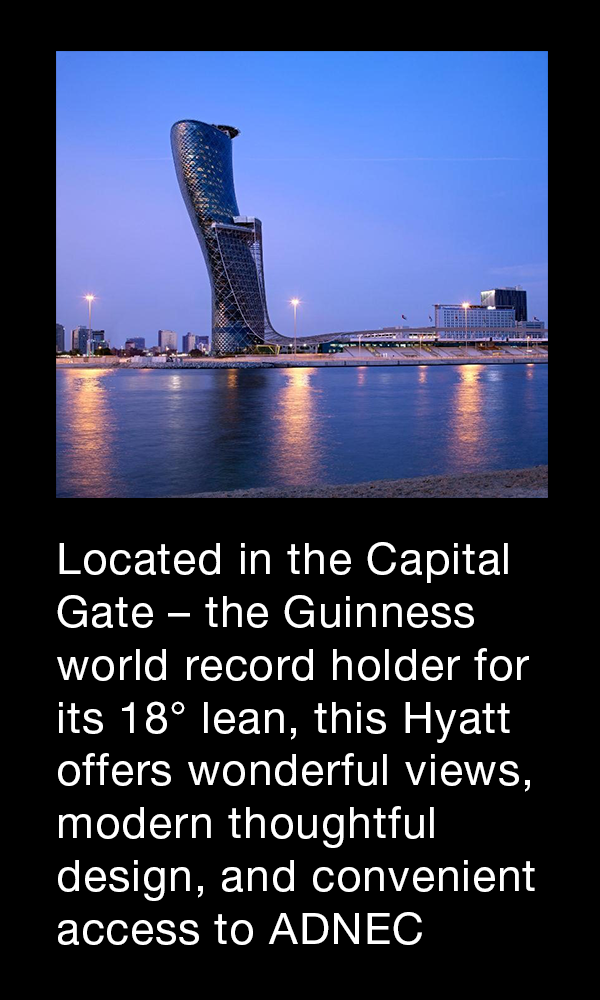 Located in the Capital
Gate – the Guinness
world record holder for
its 18° lean, this Hyatt
offers wonderful views,
modern thoughtful
design, and convenient
access to ADNEC